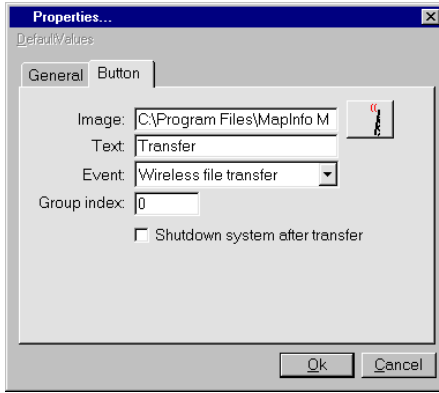 Properties...
DefaultValues
General Button
Image: C:\Program Files\MapInfo M
Text: Transfer
Event: Wireless file transfer
Group index: 0
Shutdown system after transfer
Ok Cancel